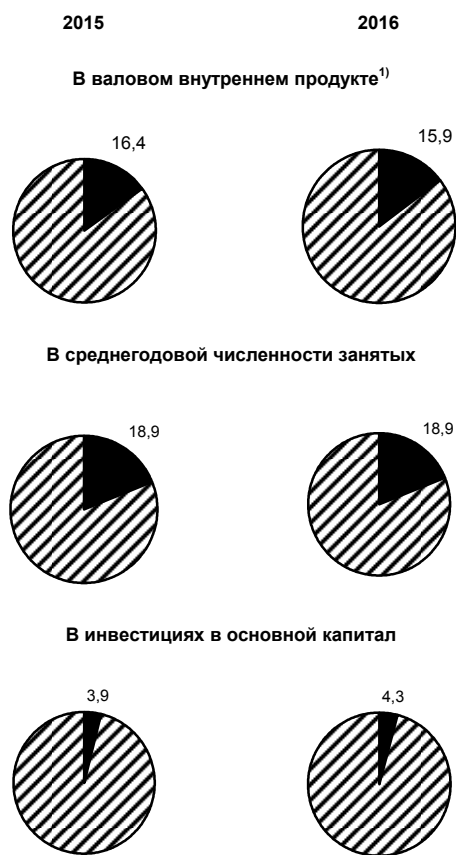 2015 2016
В валовом внутреннем продукте¹⁾
16,4 15,9
В среднегодовой численности занятых
18,9 18,9
В инвестициях в основной капитал
3,9 4,3